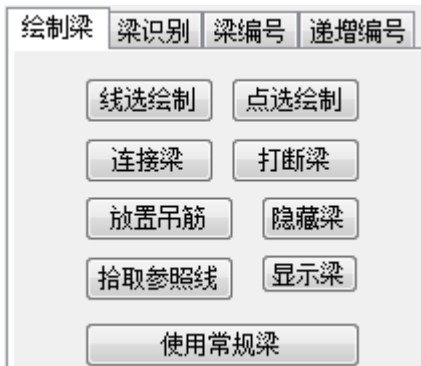 绘制梁 梁识别 梁编号 递增编号
线选绘制 点选绘制
连接梁 打断梁
放置吊筋 隐藏梁
拾取参照线 显示梁
使用常规梁